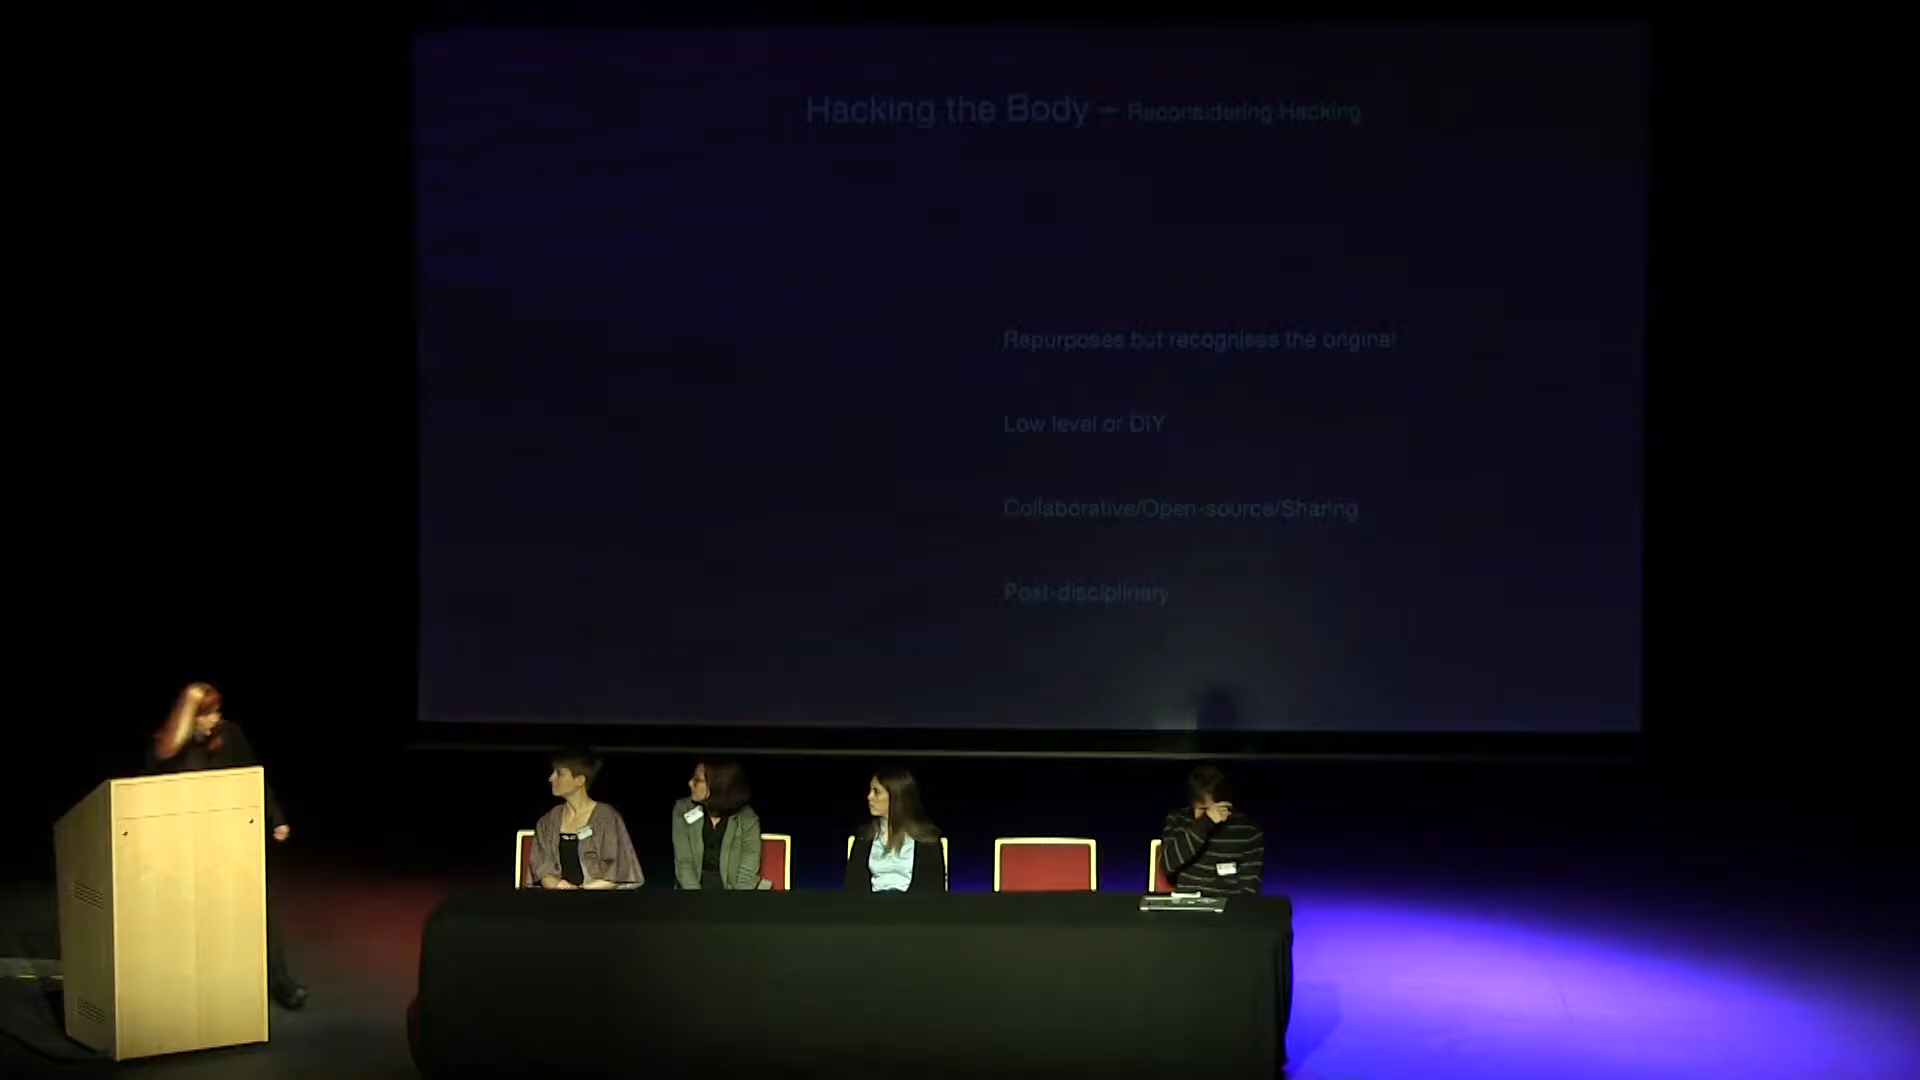 Hacking the Body – Reconsidering Hacking
Repurposes but recognises the original
Low level or DIY
Collaborative/Open-source/Sharing
Post-disciplinary